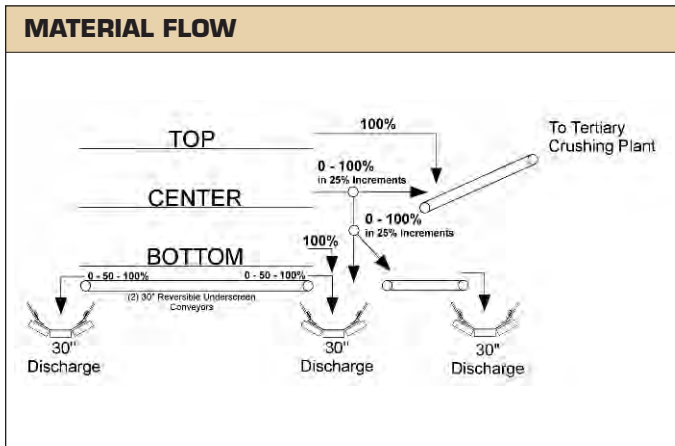 MATERIAL FLOW
TOP
100%
To Tertiary
Crushing Plant
0 - 100%
in 25% Increments
CENTER
0 - 100%
in 25% Increments
BOTTOM
100%
0 - 50 - 100%
0 - 50 - 100%
(2) 30" Reversible Underscreen
Conveyors
30"
Discharge
30"
Discharge
30"
Discharge